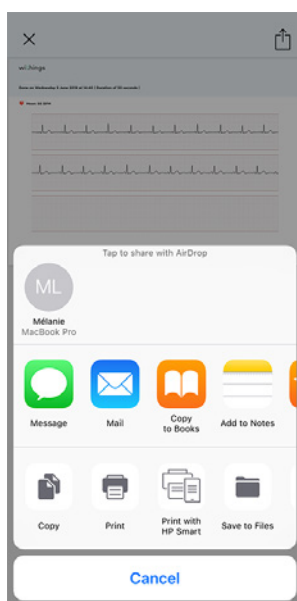 Tap to share with AirDrop
ML
Mélanie
MacBook Pro
Message
Mail
Copy
to Books
Add to Notes
Copy
Print
Print with
HP Smart
Save to Files
Cancel